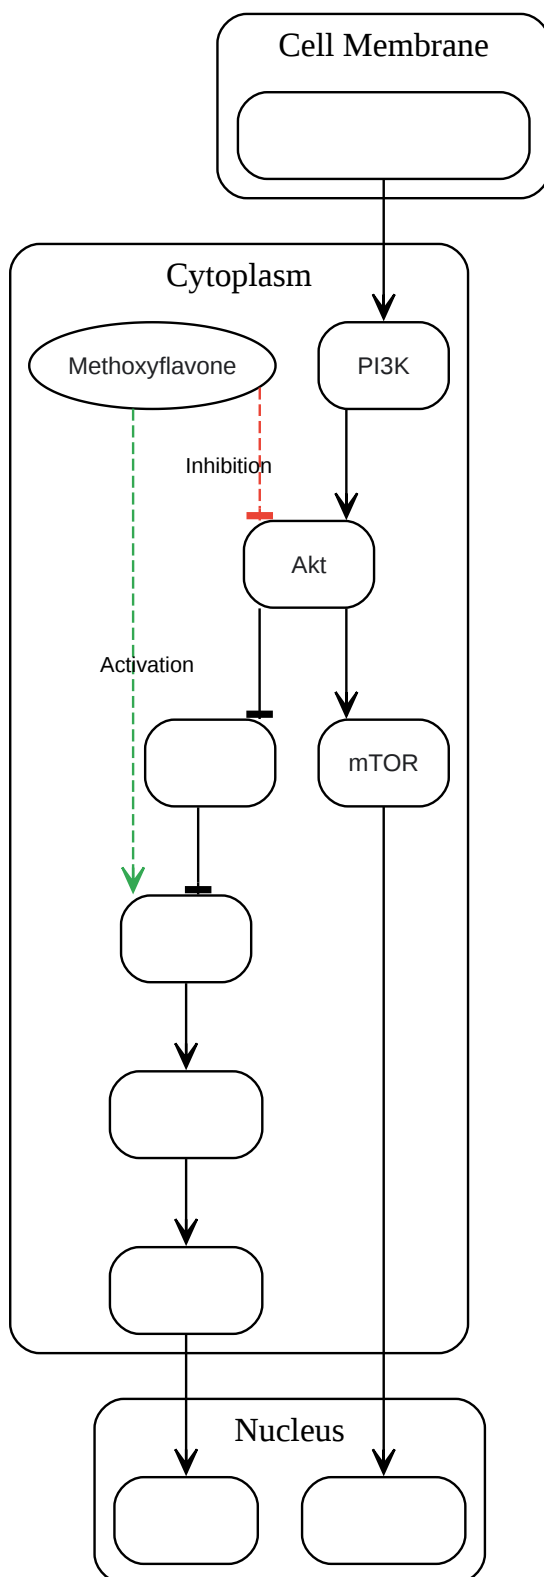 Cell Membrane
Cytoplasm
Methoxyflavone
PI3K
Inhibition
Akt
Activation
mTOR
Nucleus